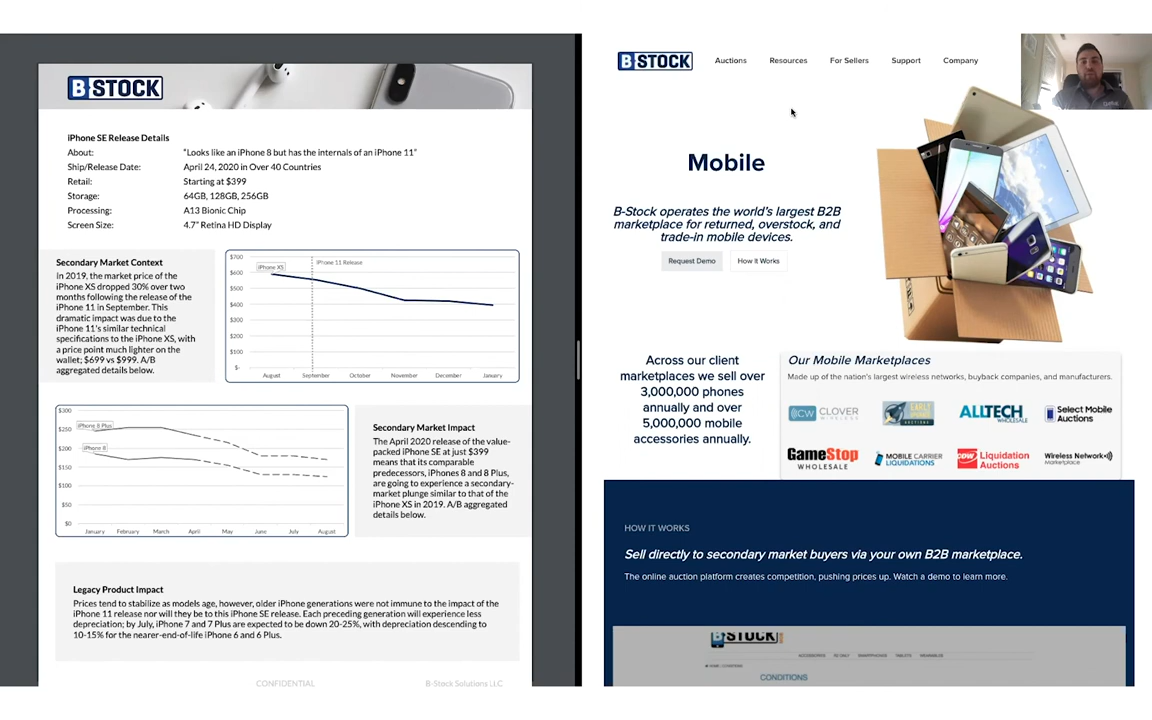 B-STOCK
iPhone SE Release Details
About: "Looks like an iPhone 8 but has the internals of an iPhone 11"
Ship/Release Date: April 24, 2020 in Over 40 Countries
Retail: Starting at $399
Storage: 64GB, 128GB, 256GB
Processing: A13 Bionic Chip
Screen Size: 4.7" Retina HD Display
Secondary Market Context
In 2019, the market price of the
iPhone XS dropped 30% over two
months following the release of the
iPhone 11 in September. This
dramatic impact was due to the
iPhone 11's similar technical
specifications to the iPhone XS, with
a price point much lighter on the
wallet; $699 vs $999. A/B
aggregated details below.
$700
$600
$500
$400
$300
$200
$100
$-
iPhone XS
iPhone 11 Release
August September October November December January
$300
$250
$200
$150
$100
$50
$0
iPhone 8 Plus
iPhone 8
January February March April May June July August
Secondary Market Impact
The April 2020 release of the value-
packed iPhone SE at just $399
means that its comparable
predecessors, iPhones 8 and 8 Plus,
are going to experience a secondary-
market plunge similar to that of the
iPhone XS in 2019. A/B aggregated
details below.
Legacy Product Impact
Prices tend to stabilize as models age, however, older iPhone generations were not immune to the impact of the
iPhone 11 release nor will they be to this iPhone SE release. Each preceding generation will experience less
depreciation; by July, iPhone 7 and 7 Plus are expected to be down 20-25%, with depreciation descending to
10-15% for the nearer-end-of-life iPhone 6 and 6 Plus.
CONFIDENTIAL B-Stock Solutions LLC
B-STOCK
Auctions Resources For Sellers Support Company
Mobile
B-Stock operates the world's largest B2B
marketplace for returned, overstock, and
trade-in mobile devices.
Request Demo How It Works
Across our client
marketplaces we sell over
3,000,000 phones
annually and over
5,000,000 mobile
accessories annually.
Our Mobile Marketplaces
Made up of the nation's largest wireless networks, buyback companies, and manufacturers.
CW CLOVER WIRELESS
ALLTECH WHOLESALE
Select Mobile Auctions
GameStop WHOLESALE
MOBILE CARRIER LIQUIDATIONS
CDW Liquidation Auctions
Wireless Network Marketplace
HOW IT WORKS
Sell directly to secondary market buyers via your own B2B marketplace.
The online auction platform creates competition, pushing prices up. Watch a demo to learn more.
B-STOCK
ACCESSORIES SMARTPHONES TABLETS WEARABLES
CONDITIONS